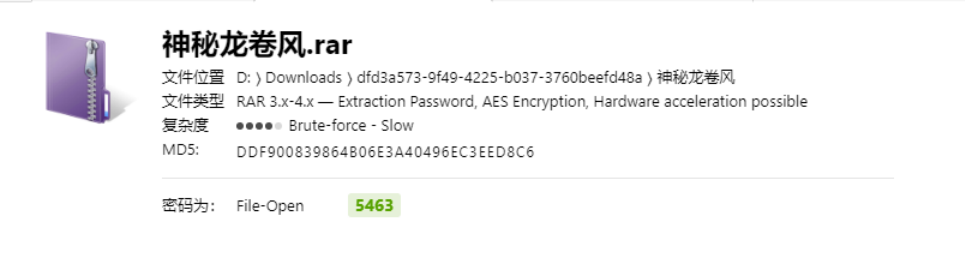 神秘龙卷风.rar
文件位置 D: 〉Downloads 〉dfd3a573-9f49-4225-b037-3760beefd48a 〉神秘龙卷风
文件类型 RAR 3.x-4.x — Extraction Password, AES Encryption, Hardware acceleration possible
复杂度 Brute-force - Slow
MD5: DDF900839864B06E3A40496EC3EED8C6
密码为: File-Open 5463